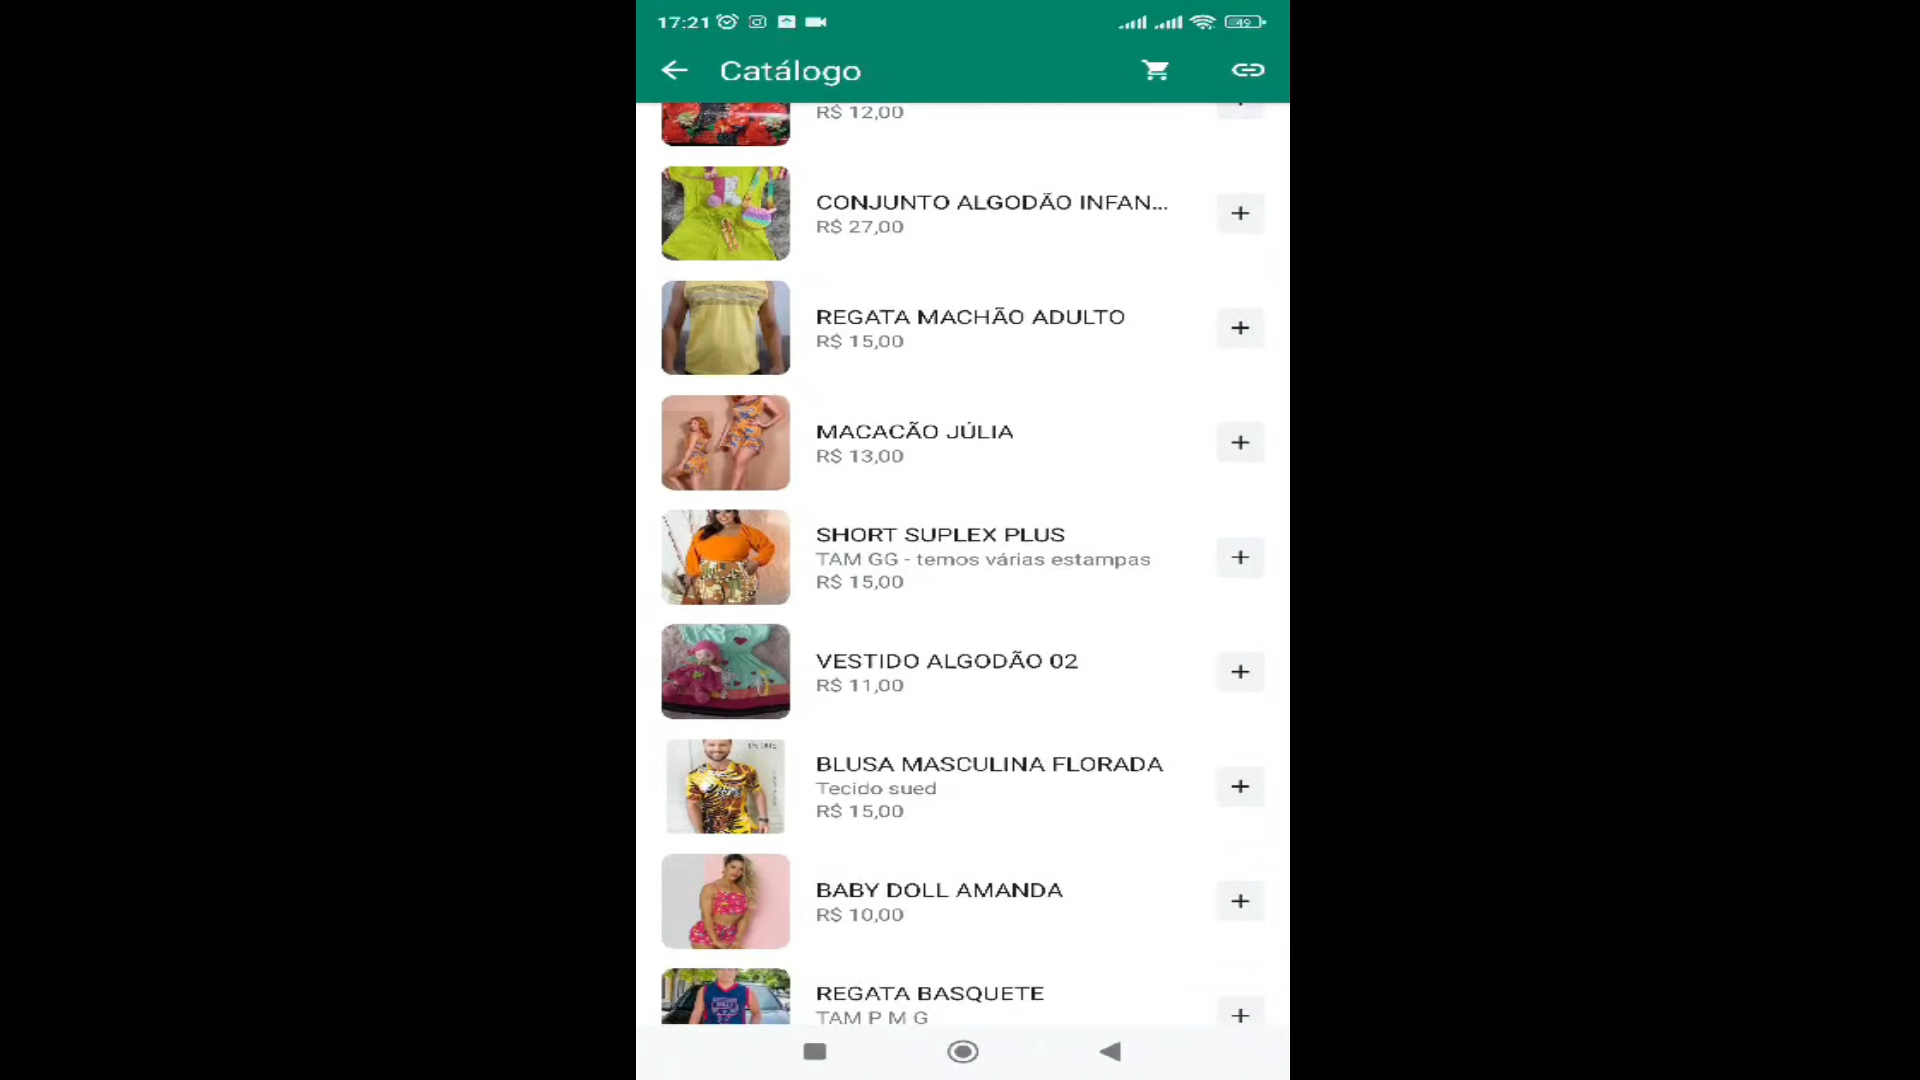 17:21
49
Catálogo
R$ 12,00
CONJUNTO ALGODÃO INFAN...
R$ 27,00
REGATA MACHÃO ADULTO
R$ 15,00
MACACÃO JÚLIA
R$ 13,00
SHORT SUPLEX PLUS
TAM GG - temos várias estampas
R$ 15,00
VESTIDO ALGODÃO 02
R$ 11,00
BLUSA MASCULINA FLORADA
Tecido sued
R$ 15,00
BABY DOLL AMANDA
R$ 10,00
REGATA BASQUETE
TAM P M G